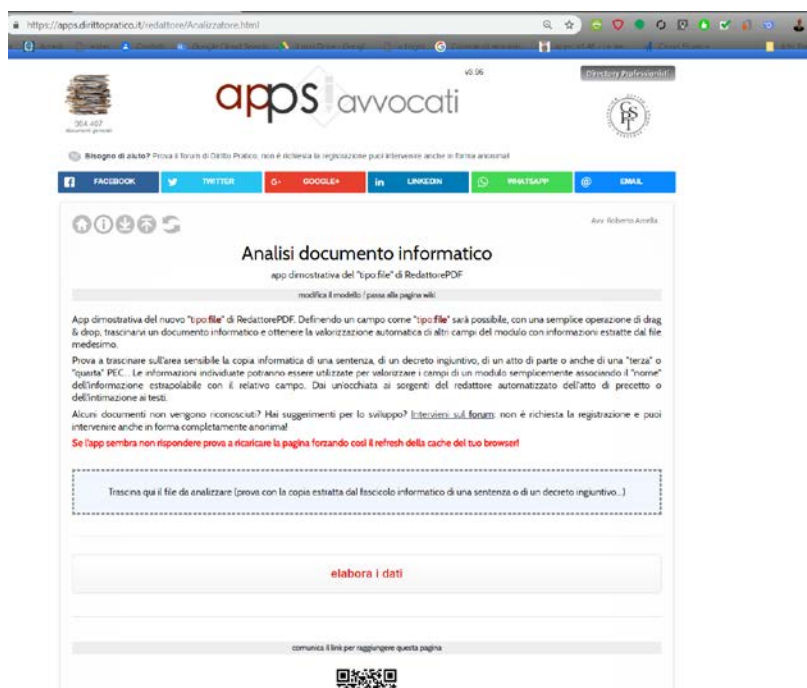 https://apps.dirittopratico.it/redattore/Analizzatore.html
v3.96
apps avvocati
Directory Professionisti
documenti generati
Bisogno di aiuto? Prova il forum di Diritto Pratico, non è richiesta la registrazione puoi intervenire anche in forma anonima!
FACEBOOK
TWITTER
G+ GOOGLE+
in LINKEDIN
WHATSAPP
@ EMAIL
Avv. Roberto Arcella
Analisi documento informatico
app dimostrativa del "tipo:file" di RedattorePDF
modifica il modello / passa alla pagina wiki
App dimostrativa del nuovo "tipo:file" di RedattorePDF. Definendo un campo come "tipo:file" sarà possibile, con una semplice operazione di drag
& drop, trascinarvi un documento informatico e ottenere la valorizzazione automatica di altri campi del modulo con informazioni estratte dal file
medesimo.
Prova a trascinare sull'area sensibile la copia informatica di una sentenza, di un decreto ingiuntivo, di un atto di parte o anche di una "terza" o
"quarta" PEC... Le informazioni individuate potranno essere utilizzate per valorizzare i campi di un modulo semplicemente associando il "nome"
dell'informazione estrapolabile con il relativo campo. Dai un'occhiata ai sorgenti del redattore automatizzato dell'atto di precetto o
dell'intimazione ai testi.
Alcuni documenti non vengono riconosciuti? Hai suggerimenti per lo sviluppo? Intervieni sul forum: non è richiesta la registrazione e puoi
intervenire anche in forma completamente anonima!
Se l'app sembra non rispondere prova a ricaricare la pagina forzando così il refresh della cache del tuo browser!
Trascina qui il file da analizzare (prova con la copia estratta dal fascicolo informatico di una sentenza o di un decreto ingiuntivo...)
elabora i dati
comunica il link per raggiungere questa pagina